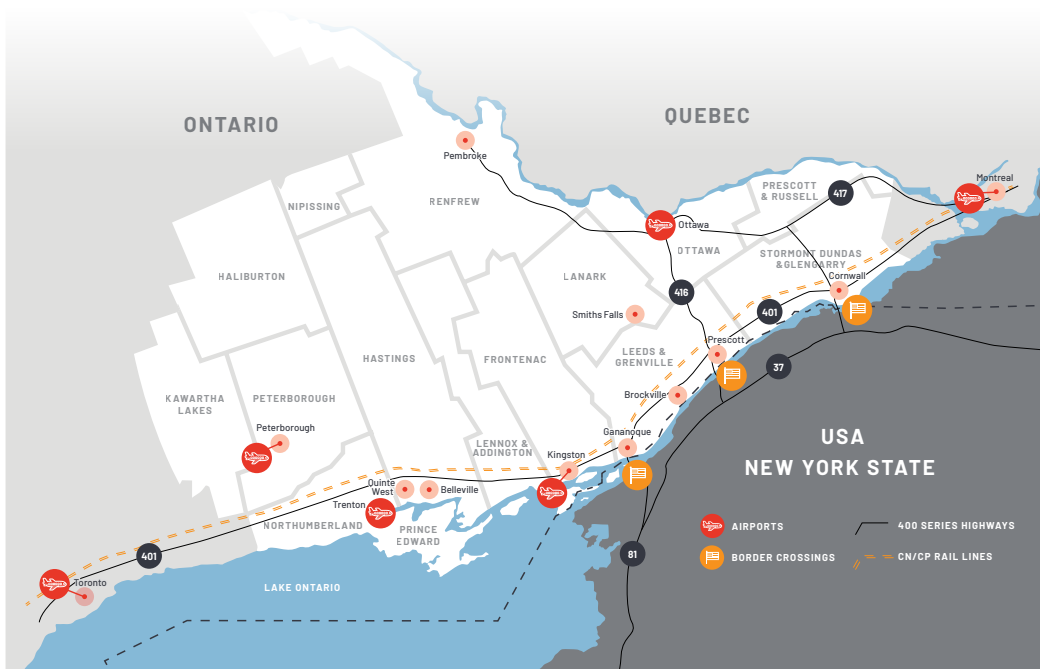 ONTARIO
QUEBEC
Pembroke
Montreal
PRESCOTT
& RUSSELL
417
NIPISSING
RENFREW
Ottawa
OTTAWA
STORMONT DUNDAS
&GLENGARRY
Cornwall
HALIBURTON
LANARK
416
401
Smiths Falls
Prescott
LEEDS &
GRENVILLE
37
HASTINGS
FRONTENAC
KAWARTHA
LAKES
PETERBOROUGH
Brockville
Peterborough
Gananoque
LENNOX &
ADDINGTON
Kingston
USA
NEW YORK STATE
Quinte
West
Belleville
Trenton
NORTHUMBERLAND
PRINCE
EDWARD
401
81
Toronto
LAKE ONTARIO
AIRPORTS
400 SERIES HIGHWAYS
BORDER CROSSINGS
CN/CP RAIL LINES